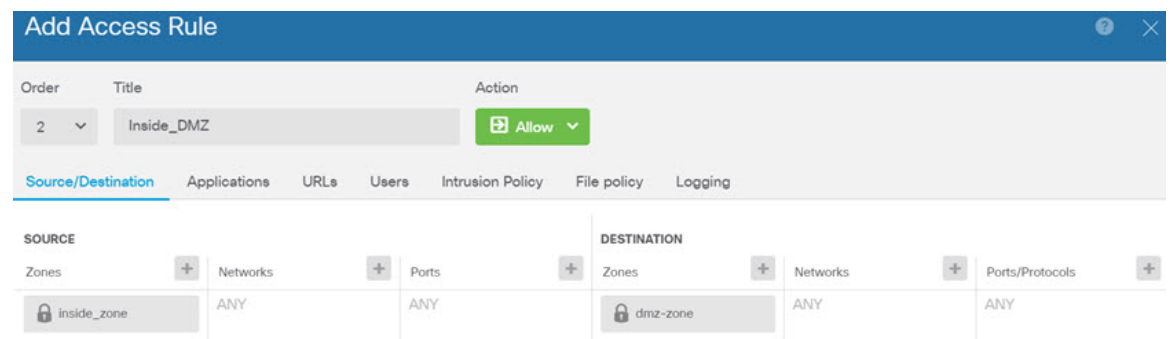 Add Access Rule
Order Title Action
2 Inside_DMZ Allow
Source/Destination Applications URLs Users Intrusion Policy File policy Logging
SOURCE DESTINATION
Zones Networks Ports Zones Networks Ports/Protocols
inside_zone ANY ANY dmz-zone ANY ANY